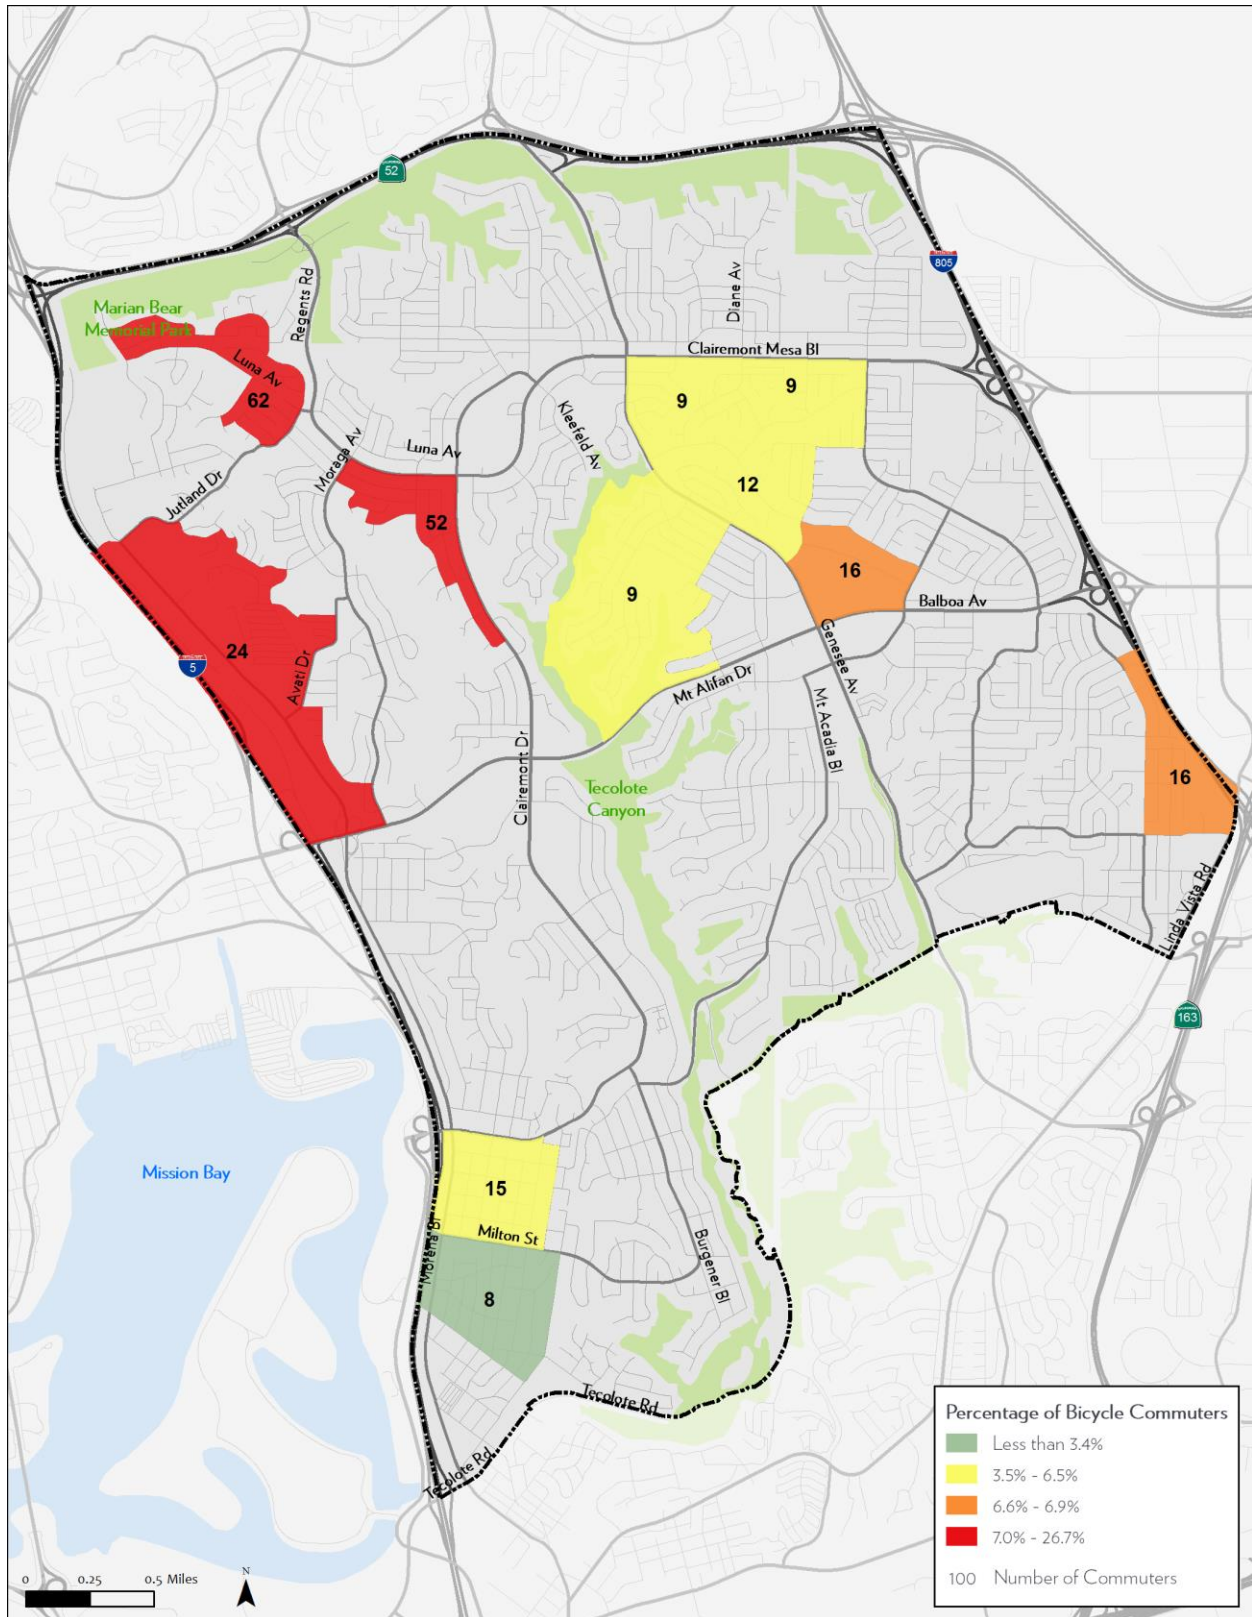 52
805
Marian Bear
Memorial Park
Regents Rd
Diane Av
Luna Av
62
Clairemont Mesa Bl
9
9
Kleefeld Av
Moraga Av
Luna Av
Jutland Dr
52
12
16
9
Balboa Av
24
5
Avati Dr
Genesee Av
Mt Alifan Dr
Mt Acadia Bl
Clairemont Dr
Tecolote
Canyon
16
Linda Vista Rd
163
Mission Bay
15
Milton St
Morena Bl
Burgener Bl
8
Tecolote Rd
Tecolote Rd
Percentage of Bicycle Commuters
Less than 3.4%
3.5% - 6.5%
6.6% - 6.9%
7.0% - 26.7%
100 Number of Commuters
0 0.25 0.5 Miles
N